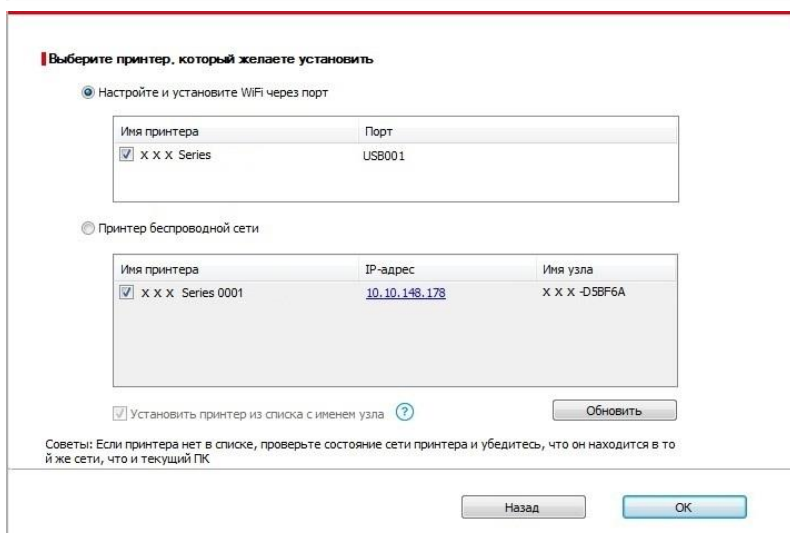 Выберите принтер, который желаете установить
Настройте и установите WiFi через порт
Имя принтера Порт
X X X Series USB001
Принтер беспроводной сети
Имя принтера IP-адрес Имя узла
X X X Series 0001 10.10.148.178 X X X -D5BF6A
Установить принтер из списка с именем узла ?
Обновить
Советы: Если принтера нет в списке, проверьте состояние сети принтера и убедитесь, что он находится в то
й же сети, что и текущий ПК
Назад OK